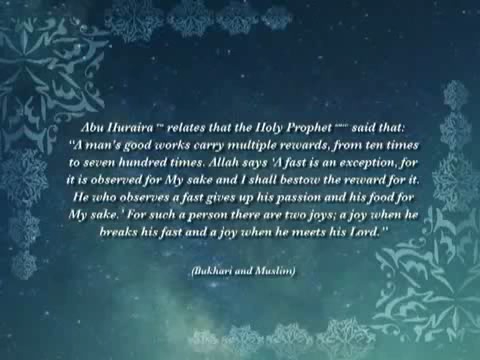 Abu Huraira relates that the Holy Prophet said that:
"A man's good works carry multiple rewards, from ten times
to seven hundred times. Allah says 'A fast is an exception, for
it is observed for My sake and I shall bestow the reward for it.
He who observes a fast gives up his passion and his food for
My sake.' For such a person there are two joys; a joy when he
breaks his fast and a joy when he meets his Lord."
(Bukhari and Muslim)